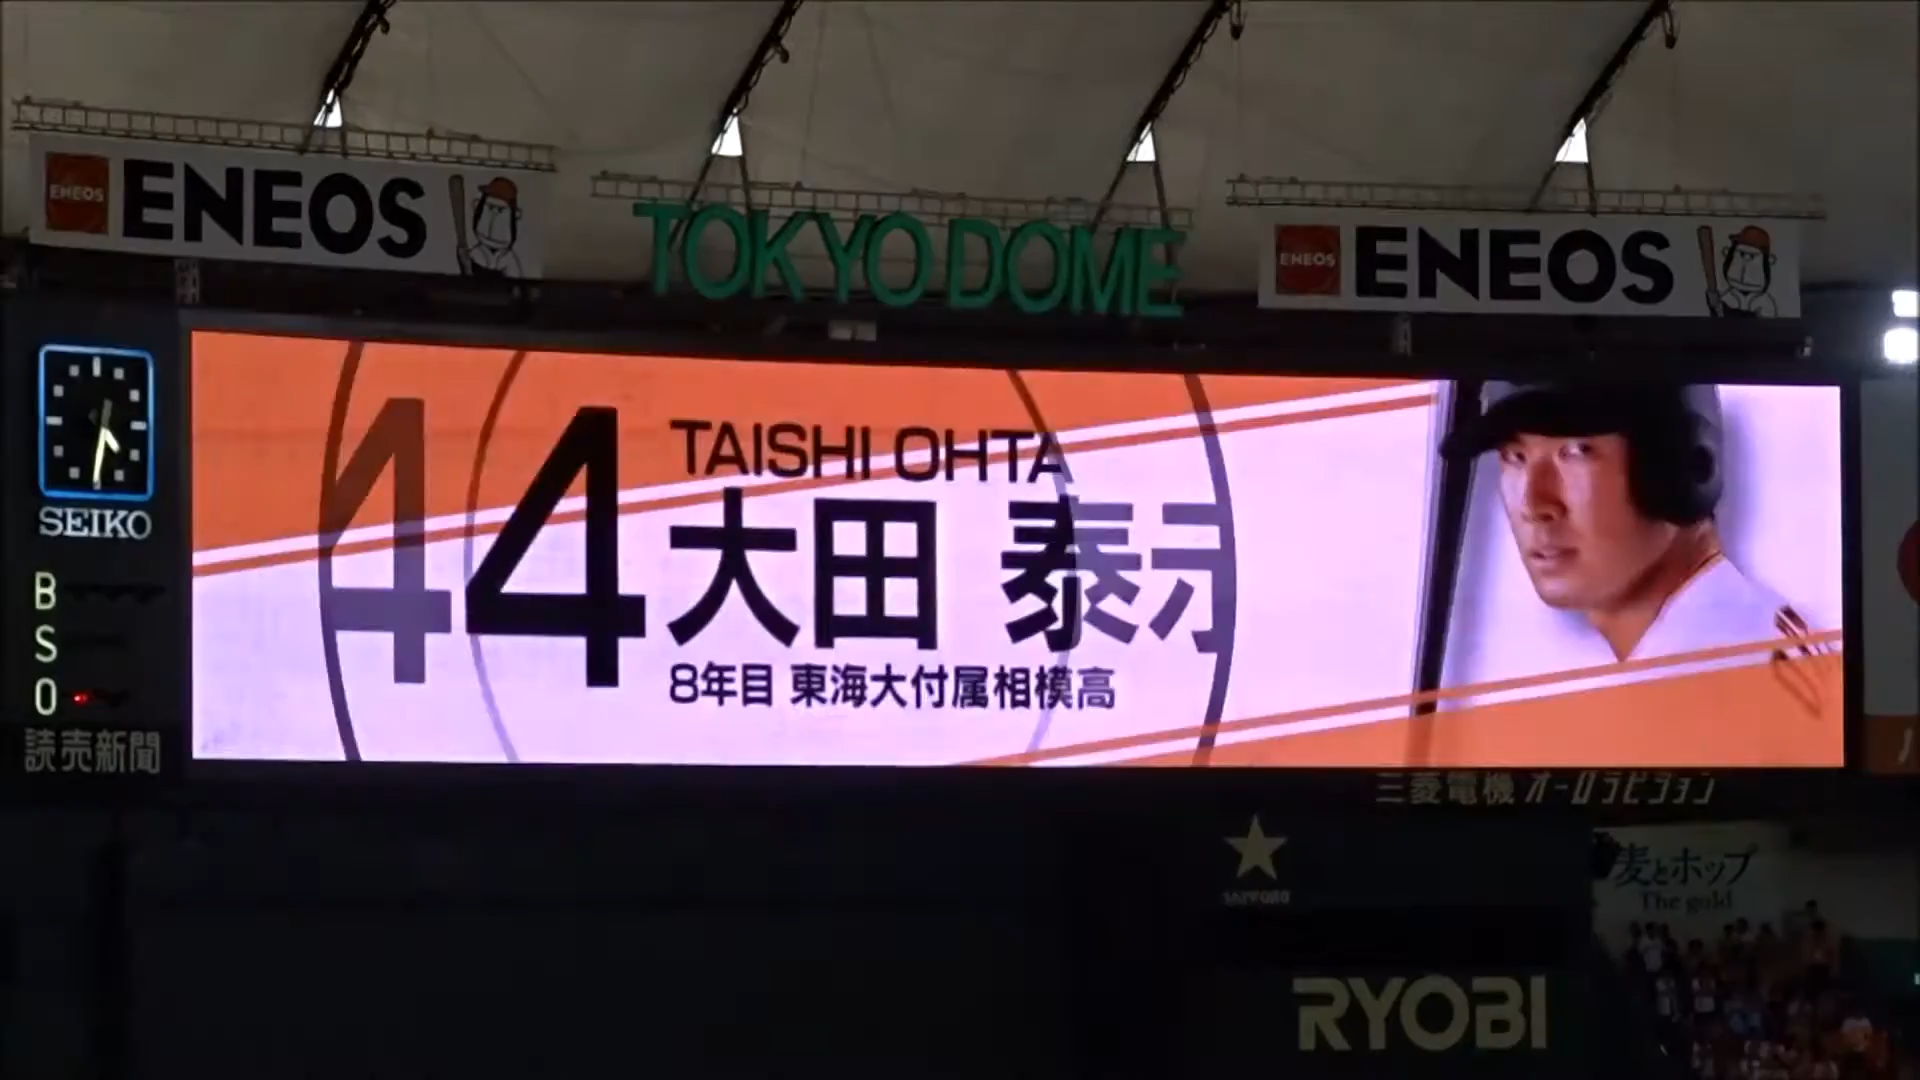 ENEOS ENEOS
TOKYO DOME
ENEOS ENEOS
SEIKO
B
S
O
読売新聞
44
TAISHI OHTA
大田 泰示
8年目 東海大付属相模高
三菱電機 オーロラビジョン
SAPPORO
麦とホップ
The gold
RYOBI